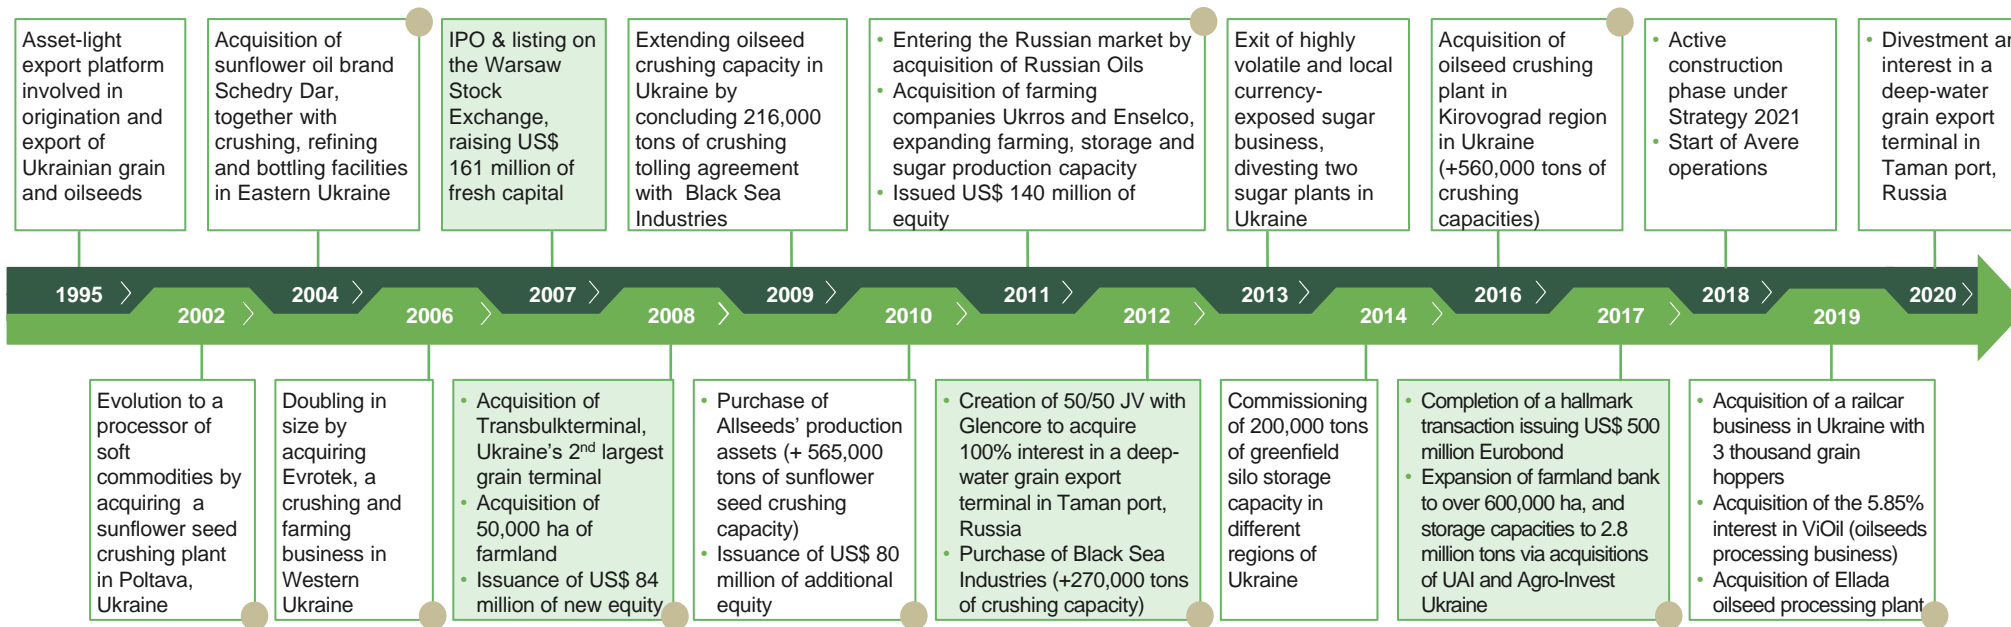 Asset-light
export platform
involved in
origination and
export of
Ukrainian grain
and oilseeds
Acquisition of
sunflower oil brand
Schedry Dar,
together with
crushing, refining
and bottling facilities
in Eastern Ukraine
IPO & listing on
the Warsaw
Stock
Exchange,
raising US$
161 million of
fresh capital
Extending oilseed
crushing capacity in
Ukraine by
concluding 216,000
tons of crushing
tolling agreement
with Black Sea
Industries
• Entering the Russian market by
acquisition of Russian Oils
• Acquisition of farming
companies Ukrros and Enselco,
expanding farming, storage and
sugar production capacity
• Issued US$ 140 million of
equity
Exit of highly
volatile and local
currency-
exposed sugar
business,
divesting two
sugar plants in
Ukraine
Acquisition of
oilseed crushing
plant in
Kirovograd region
in Ukraine
(+560,000 tons of
crushing
capacities)
• Active
construction
phase under
Strategy 2021
• Start of Avere
operations
• Divestment
interest in a
deep-water
grain export
terminal in
Taman port,
Russia
1995
2002
2004
2006
2007
2008
2009
2010
2011
2012
2013
2014
2016
2017
2018
2019
2020
Evolution to a
processor of
soft
commodities by
acquiring a
sunflower seed
crushing plant
in Poltava,
Ukraine
Doubling in
size by
acquiring
Evrotek, a
crushing and
farming
business in
Western
Ukraine
• Acquisition of
Transbulkterminal,
Ukraine's 2nd largest
grain terminal
• Acquisition of
50,000 ha of
farmland
• Issuance of US$ 84
million of new equity
• Purchase of
Allseeds' production
assets (+ 565,000
tons of sunflower
seed crushing
capacity)
• Issuance of US$ 80
million of additional
equity
• Creation of 50/50 JV with
Glencore to acquire
100% interest in a deep-
water grain export
terminal in Taman port,
Russia
• Purchase of Black Sea
Industries (+270,000 tons
of crushing capacity)
Commissioning
of 200,000 tons
of greenfield
silo storage
capacity in
different
regions of
Ukraine
• Completion of a hallmark
transaction issuing US$ 500
million Eurobond
• Expansion of farmland bank
to over 600,000 ha, and
storage capacities to 2.8
million tons via acquisitions
of UAI and Agro-Invest
Ukraine
• Acquisition of a railcar
business in Ukraine with
3 thousand grain
hoppers
• Acquisition of the 5.85%
interest in ViOil (oilseeds
processing business)
• Acquisition of Ellada
oilseed processing plant